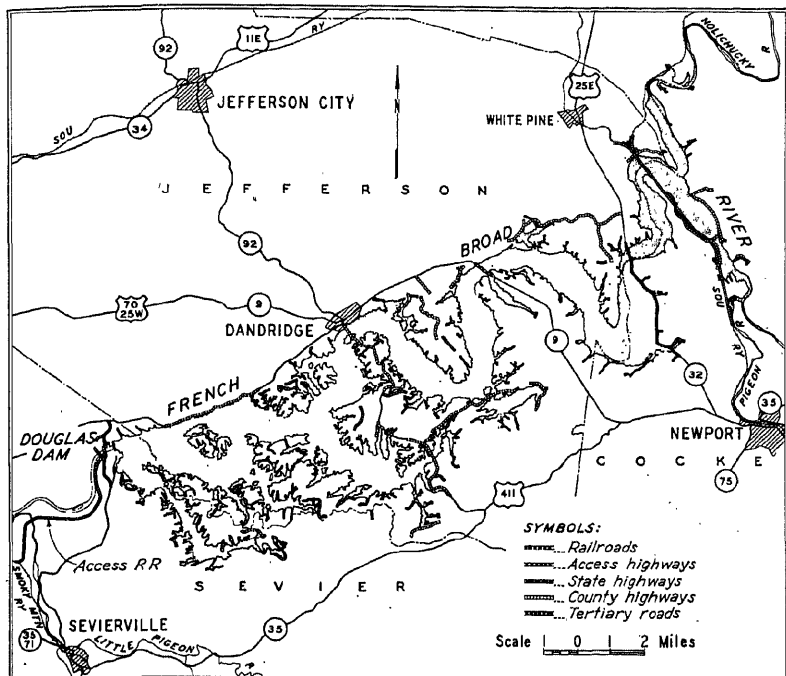 92
11E
RY
NOLICHUCKY R
JEFFERSON CITY
25E
N
WHITE PINE
SOU
34
JEFFERSON
92
BROAD
RIVER
70
25W
9
DANDRIDGE
SOU RY
9
FRENCH
32
PIGEON
35
DOUGLAS
DAM
NEWPORT
COCKE
75
411
SYMBOLS:
Railroads
Access highways
State highways
County highways
Tertiary roads
Access RR
SEVIER
SMOKY MTN RY
SEVIERVILLE
35
71
LITTLE PIGEON
35
Scale 1 0 1 2 Miles